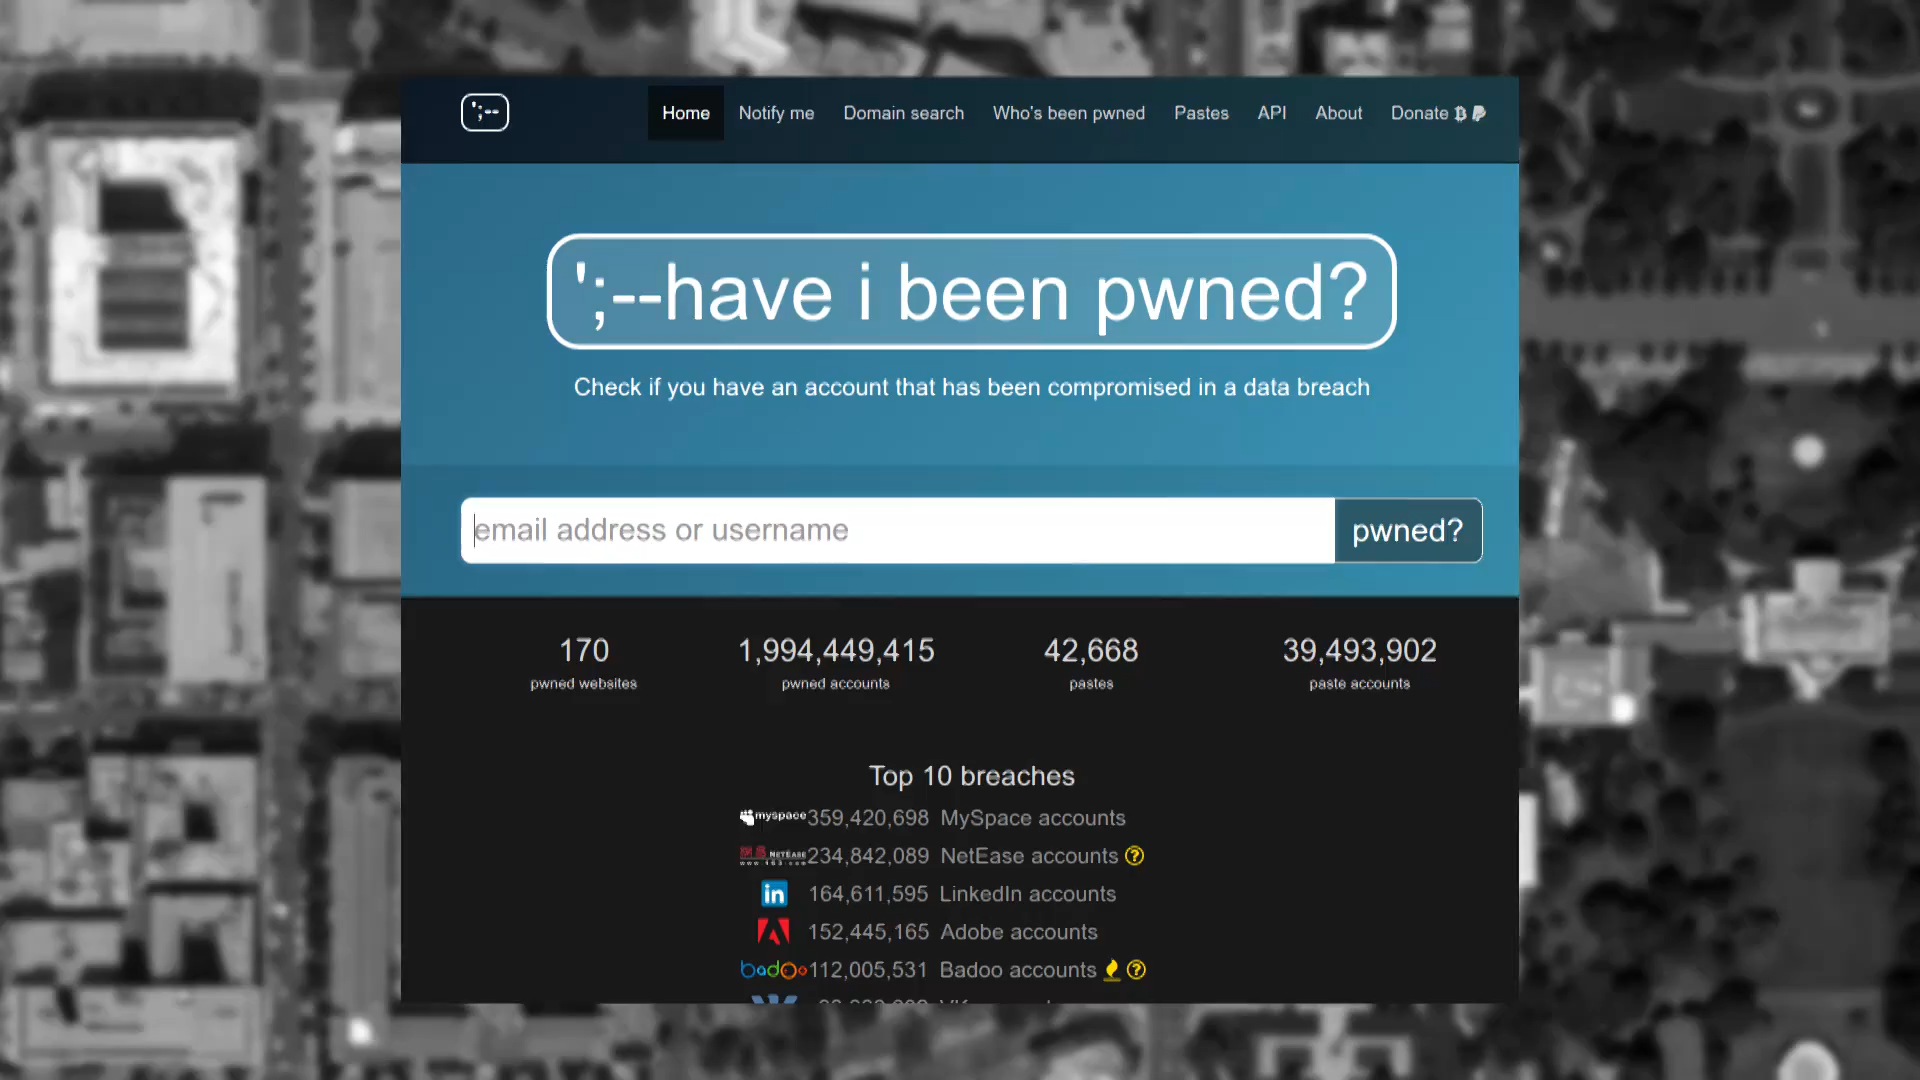 ';--
Home Notify me Domain search Who's been pwned Pastes API About Donate
';--have i been pwned?
Check if you have an account that has been compromised in a data breach
email address or username pwned?
170 1,994,449,415 42,668 39,493,902
pwned websites pwned accounts pastes paste accounts
Top 10 breaches
myspace 359,420,698 MySpace accounts
NETEASE 234,842,089 NetEase accounts ?
in 164,611,595 LinkedIn accounts
152,445,165 Adobe accounts
badoo 112,005,531 Badoo accounts ?